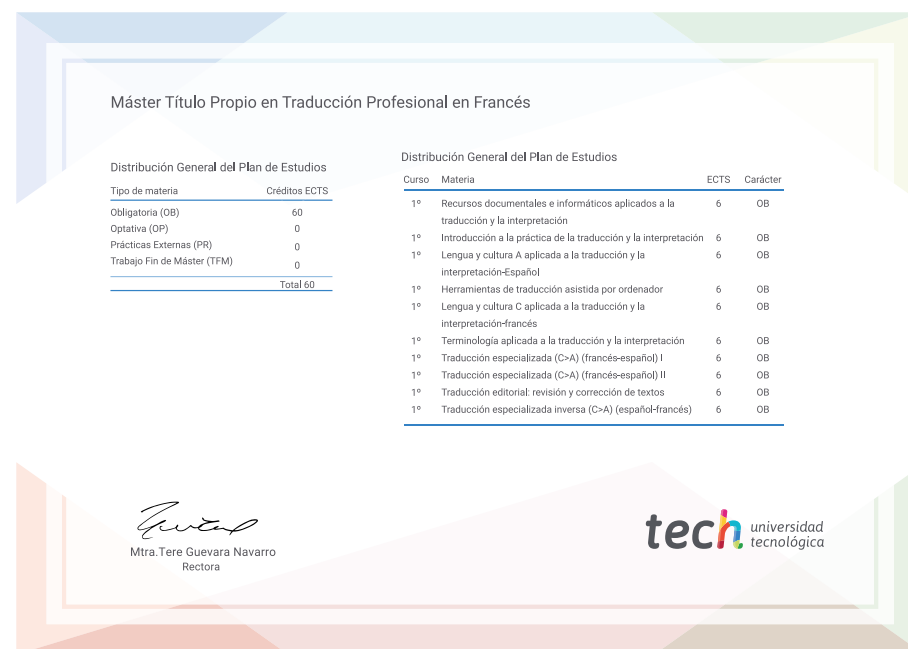 Máster Título Propio en Traducción Profesional en Francés
Distribución General del Plan de Estudios
Tipo de materia Créditos ECTS
Obligatoria (OB) 60
Optativa (OP) 0
Prácticas Externas (PR) 0
Trabajo Fin de Máster (TFM) 0
Total 60
Distribución General del Plan de Estudios
Curso Materia ECTS Carácter
1º Recursos documentales e informáticos aplicados a la 6 OB
traducción y la interpretación
1º Introducción a la práctica de la traducción y la interpretación 6 OB
1º Lengua y cultura A aplicada a la traducción y la 6 OB
interpretación-Español
1º Herramientas de traducción asistida por ordenador 6 OB
1º Lengua y cultura C aplicada a la traducción y la 6 OB
interpretación-francés
1º Terminología aplicada a la traducción y la interpretación 6 OB
1º Traducción especializada (C>A) (francés-español) I 6 OB
1º Traducción especializada (C>A) (francés-español) II 6 OB
1º Traducción editorial: revisión y corrección de textos 6 OB
1º Traducción especializada inversa (C>A) (español-francés) 6 OB
Mtra.Tere Guevara Navarro
Rectora
tech universidad
tecnológica